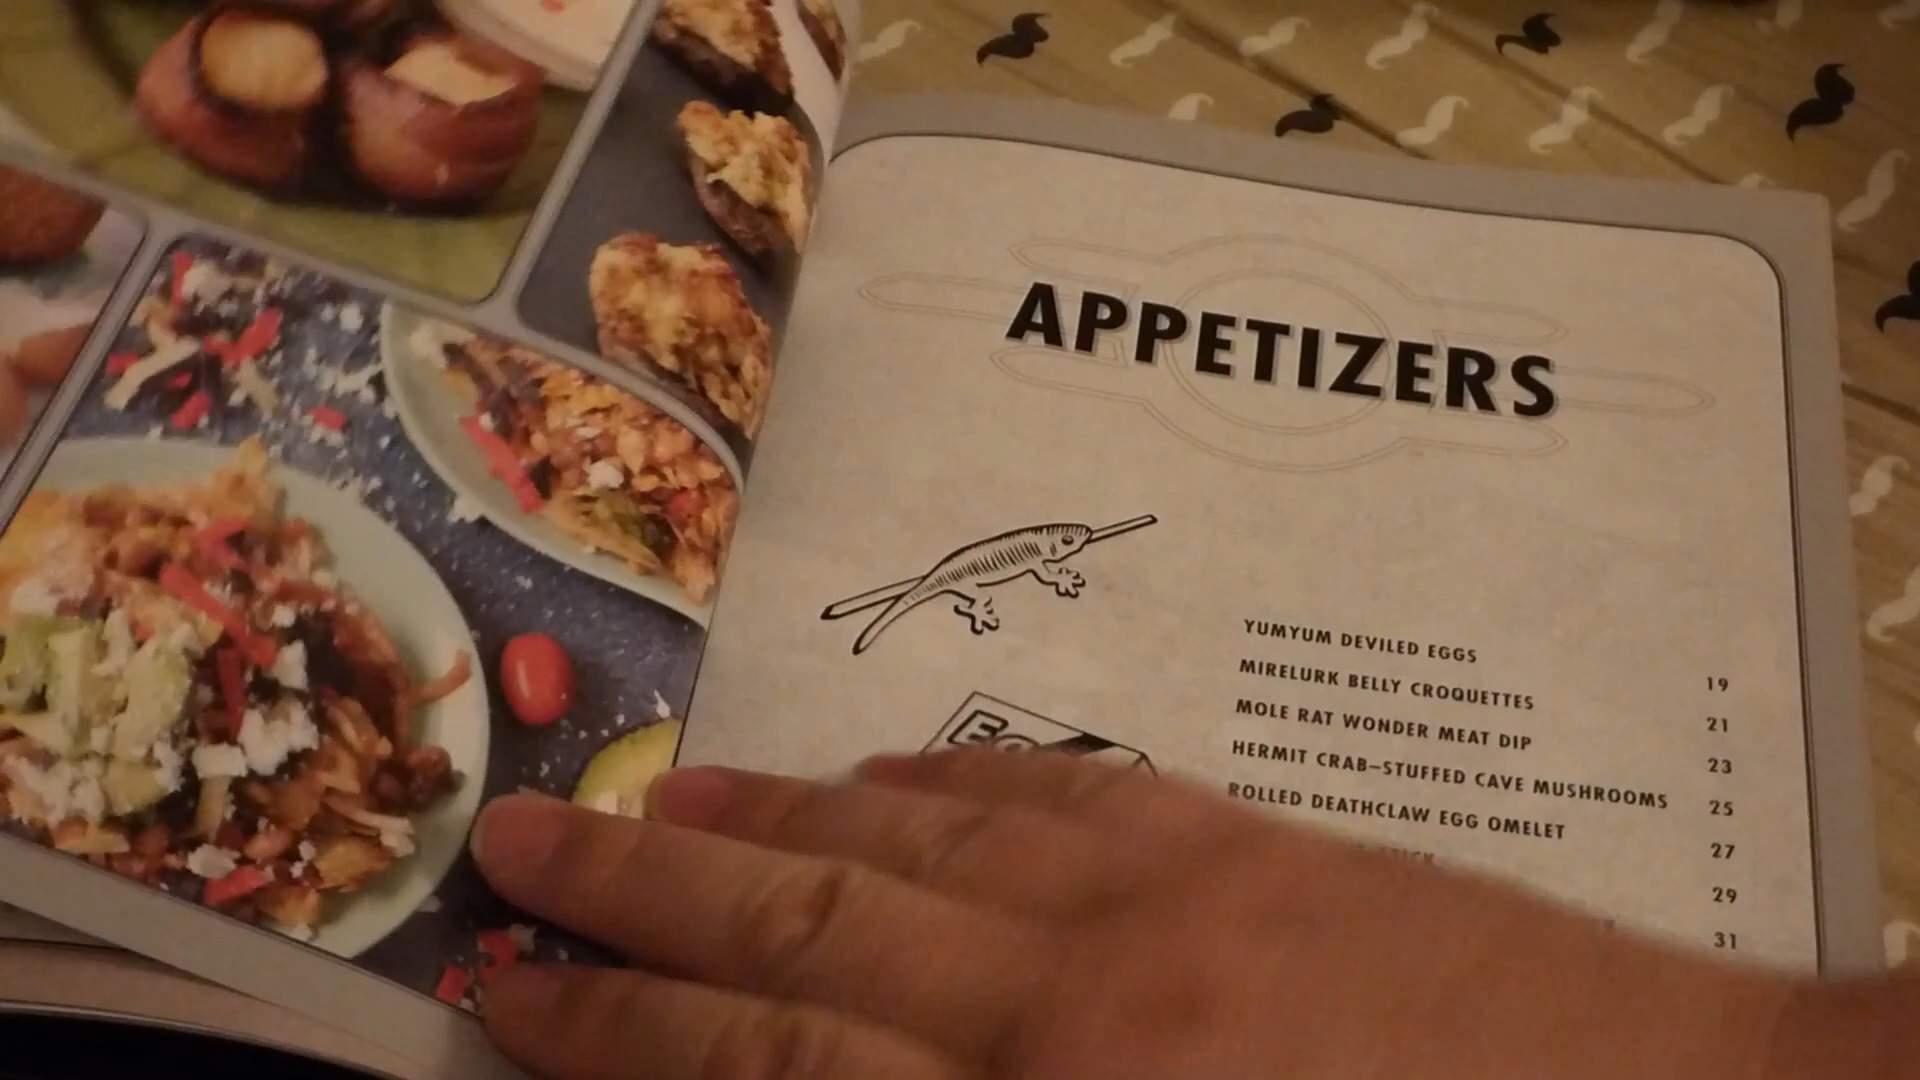 APPETIZERS
YUMYUM DEVILED EGGS 19
MIRELURK BELLY CROQUETTES 21
MOLE RAT WONDER MEAT DIP 23
HERMIT CRAB–STUFFED CAVE MUSHROOMS 25
ROLLED DEATHCLAW EGG OMELET 27
29
31